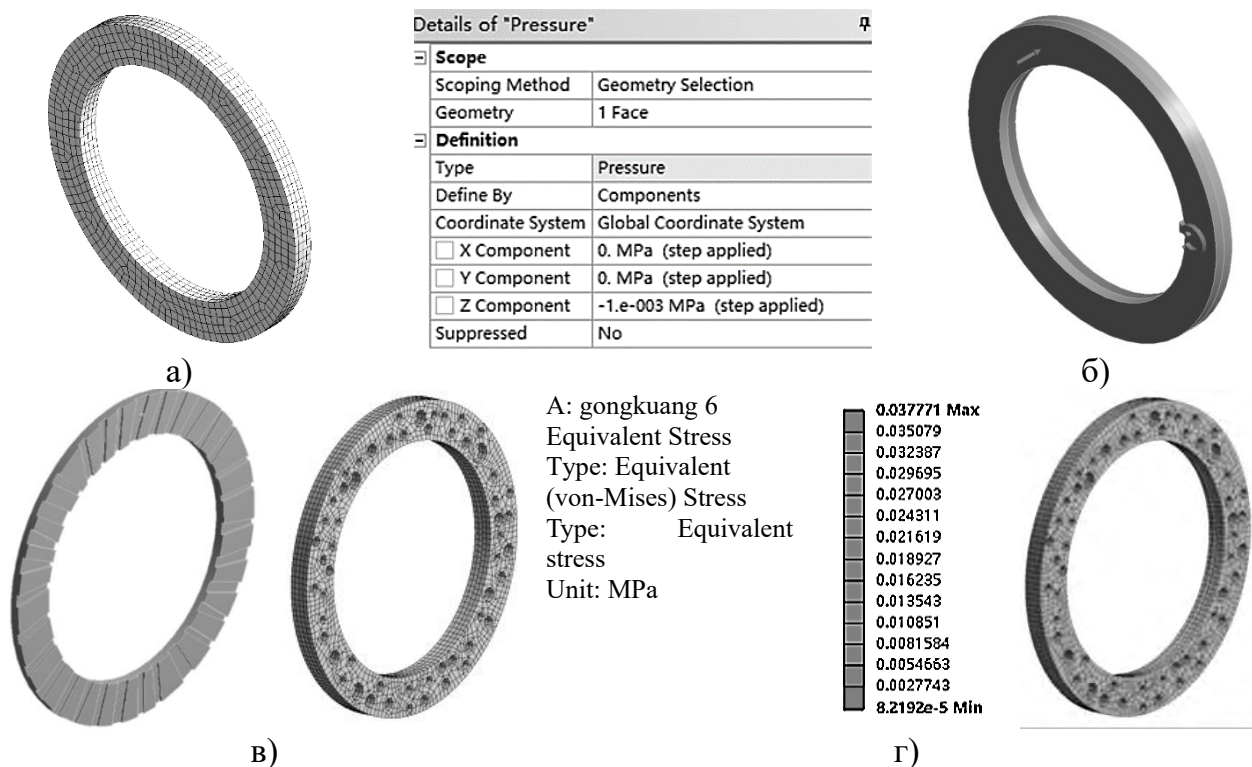 Details of "Pressure"
Scope
Scoping Method Geometry Selection
Geometry 1 Face
Definition
Type Pressure
Define By Components
Coordinate System Global Coordinate System
X Component 0. MPa (step applied)
Y Component 0. MPa (step applied)
Z Component -1.e-003 MPa (step applied)
Suppressed No
а)
б)
A: gongkuang 6
Equivalent Stress
Type: Equivalent
(von-Mises) Stress
Type: Equivalent
stress
Unit: MPa
0.037771 Max
0.035079
0.032387
0.029695
0.027003
0.024311
0.021619
0.018927
0.016235
0.013543
0.010851
0.0081584
0.0054663
0.0027743
8.2192e-5 Min
в)
г)